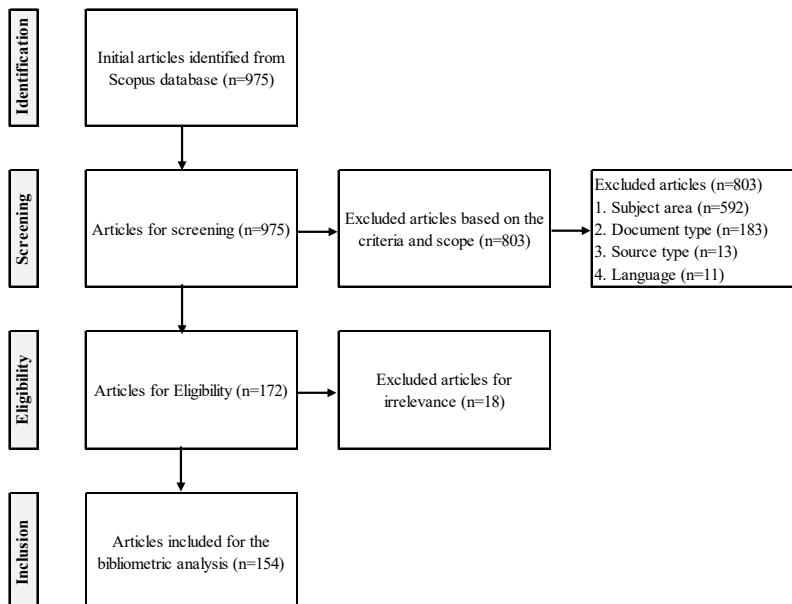 Identification
Initial articles identified from
Scopus database (n=975)
Screening
Articles for screening (n=975)
Excluded articles based on the
criteria and scope (n=803)
Excluded articles (n=803)
1. Subject area (n=592)
2. Document type (n=183)
3. Source type (n=13)
4. Language (n=11)
Eligibility
Articles for Eligibility (n=172)
Excluded articles for
irrelevance (n=18)
Inclusion
Articles included for the
bibliometric analysis (n=154)